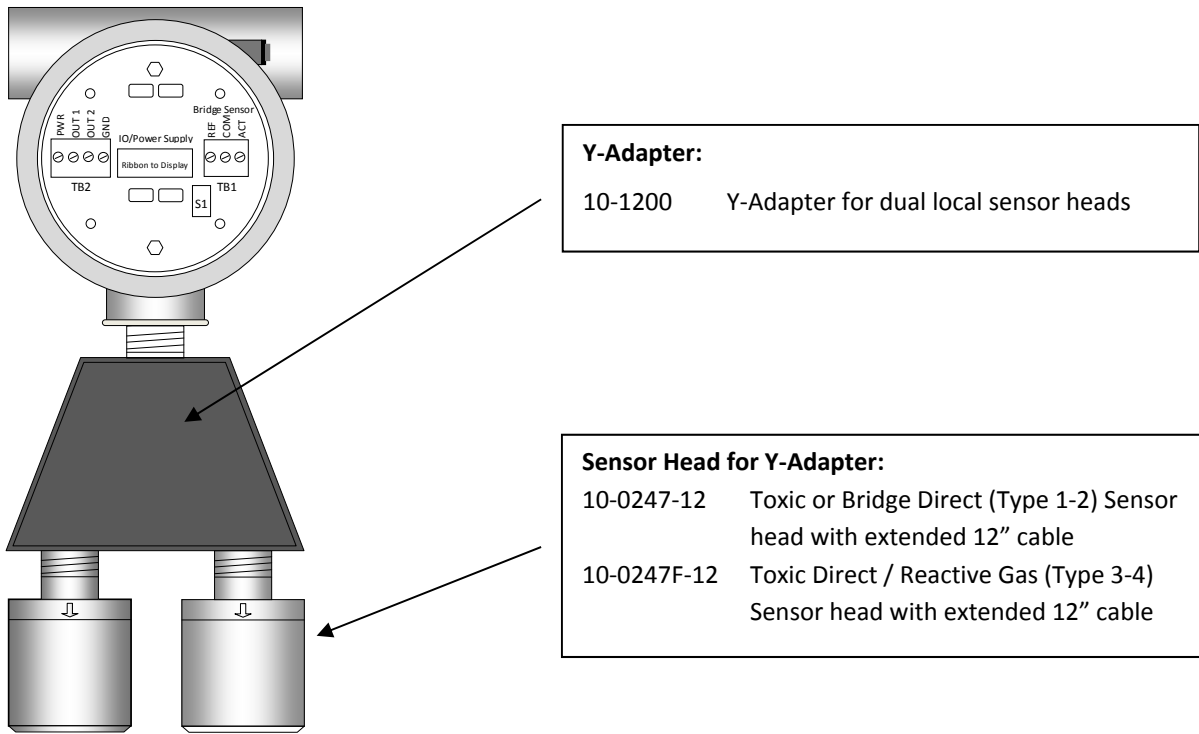 PWR
OUT 1
OUT 2
GND
Bridge Sensor
REF
COM
ACT
IO/Power Supply
Ribbon to Display
TB2
TB1
S1
Y-Adapter:
10-1200 Y-Adapter for dual local sensor heads
Sensor Head for Y-Adapter:
10-0247-12 Toxic or Bridge Direct (Type 1-2) Sensor
head with extended 12” cable
10-0247F-12 Toxic Direct / Reactive Gas (Type 3-4)
Sensor head with extended 12” cable